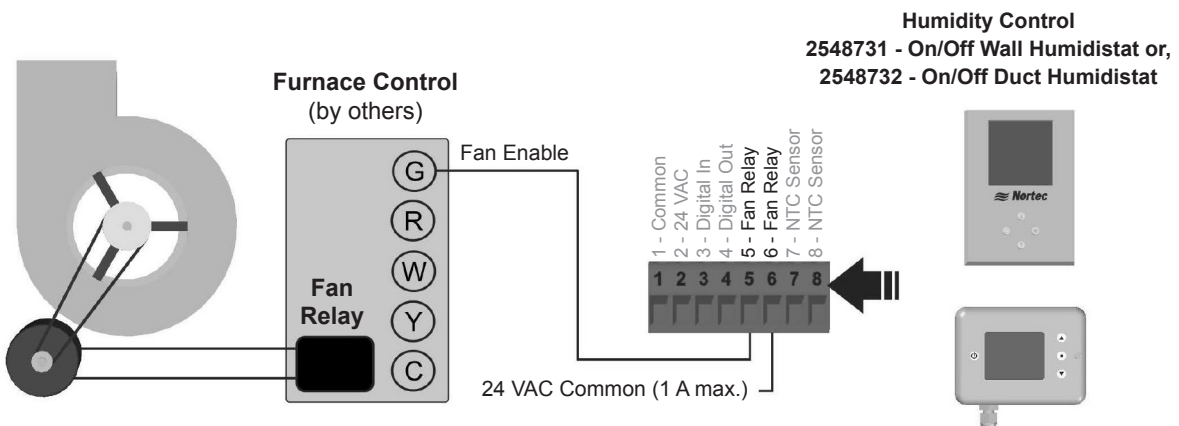 Humidity Control
2548731 - On/Off Wall Humidistat or,
2548732 - On/Off Duct Humidistat
Furnace Control
(by others)
Fan Enable
G
R
W
Y
C
Fan
Relay
1 - Common
2 - 24 VAC
3 - Digital In
4 - Digital Out
5 - Fan Relay
6 - Fan Relay
7 - NTC Sensor
8 - NTC Sensor
1 2 3 4 5 6 7 8
24 VAC Common (1 A max.)
Nortec